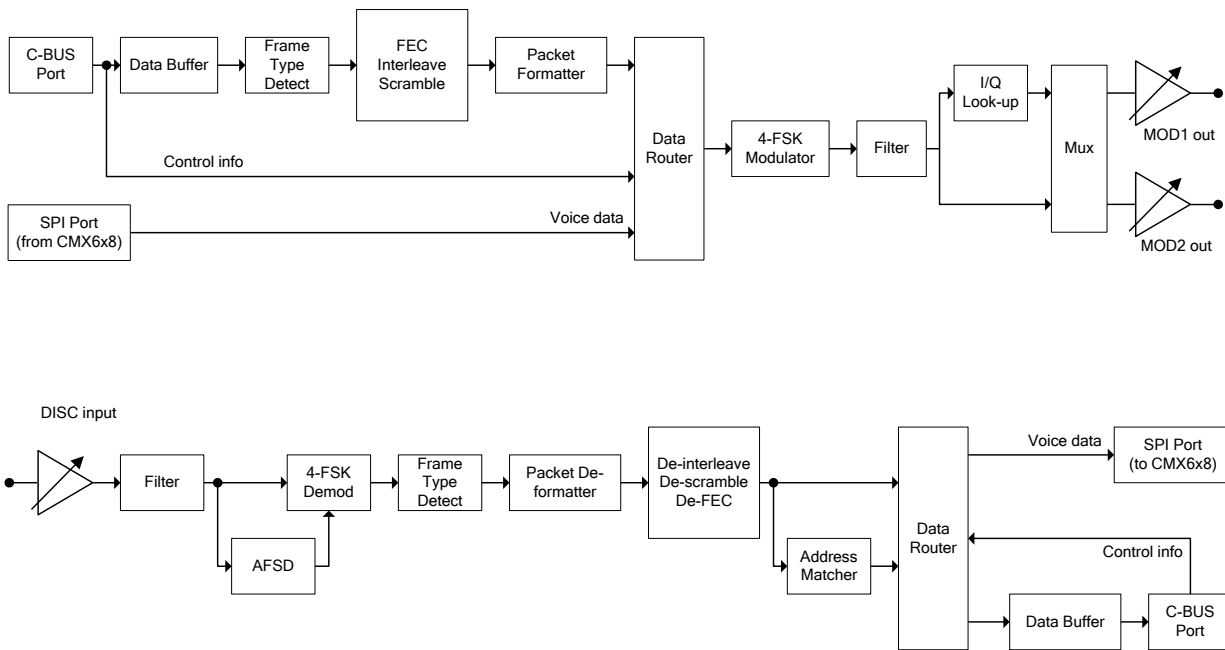 C-BUS
Port
Data Buffer
Frame
Type
Detect
FEC
Interleave
Scramble
Packet
Formatter
Control info
SPI Port
(from CMX6x8)
Voice data
Data
Router
4-FSK
Modulator
Filter
I/Q
Look-up
Mux
MOD1 out
MOD2 out
DISC input
Filter
AFSD
4-FSK
Demod
Frame
Type
Detect
Packet De-
formatter
De-interleave
De-scramble
De-FEC
Address
Matcher
Data
Router
Voice data
SPI Port
(to CMX6x8)
Control info
Data Buffer
C-BUS
Port